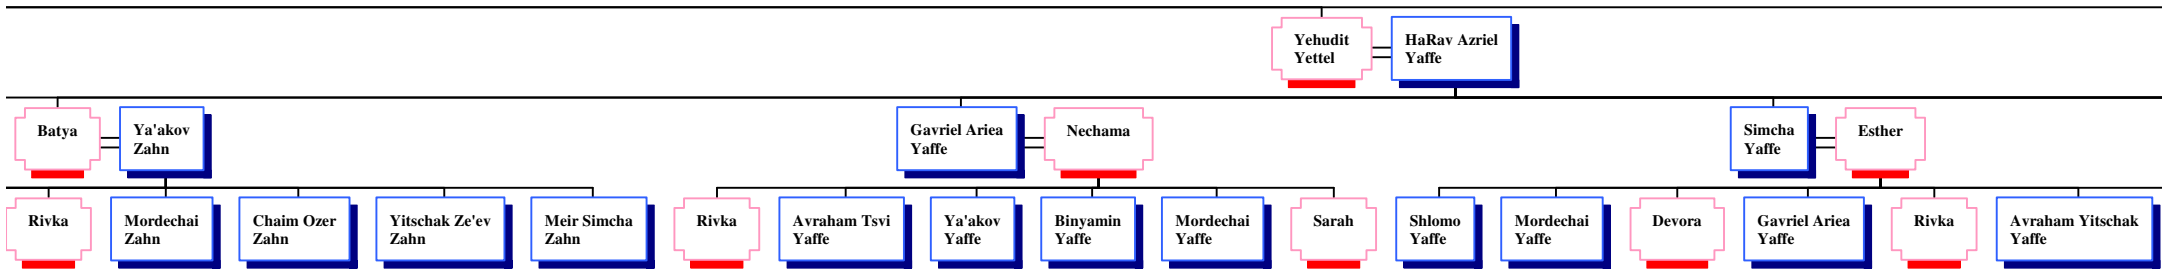 Yehudit
Yettel
HaRav Azriel
Yaffe
Batya
Ya'akov
Zahn
Gavriel Ariea
Yaffe
Nechama
Simcha
Yaffe
Esther
Rivka
Mordechai
Zahn
Chaim Ozer
Zahn
Yitschak Ze'ev
Zahn
Meir Simcha
Zahn
Rivka
Avraham Tsvi
Yaffe
Ya'akov
Yaffe
Binyamin
Yaffe
Mordechai
Yaffe
Sarah
Shlomo
Yaffe
Mordechai
Yaffe
Devora
Gavriel Ariea
Yaffe
Rivka
Avraham Yitschak
Yaffe